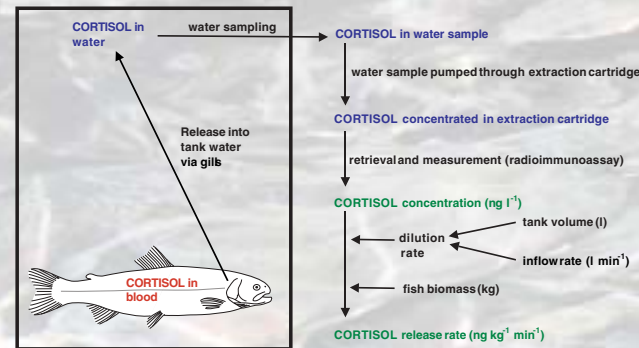 CORTISOL in
water
water sampling
CORTISOL in water sample
water sample pumped through extraction cartridge
CORTISOL concentrated in extraction cartridge
Release into
tank water
via gills
retrieval and measurement (radioimmunoassay)
CORTISOL concentration (ng l⁻¹)
tank volume (l)
dilution
rate
inflow rate (l min⁻¹)
CORTISOL in
blood
fish biomass (kg)
CORTISOL release rate (ng kg⁻¹ min⁻¹)